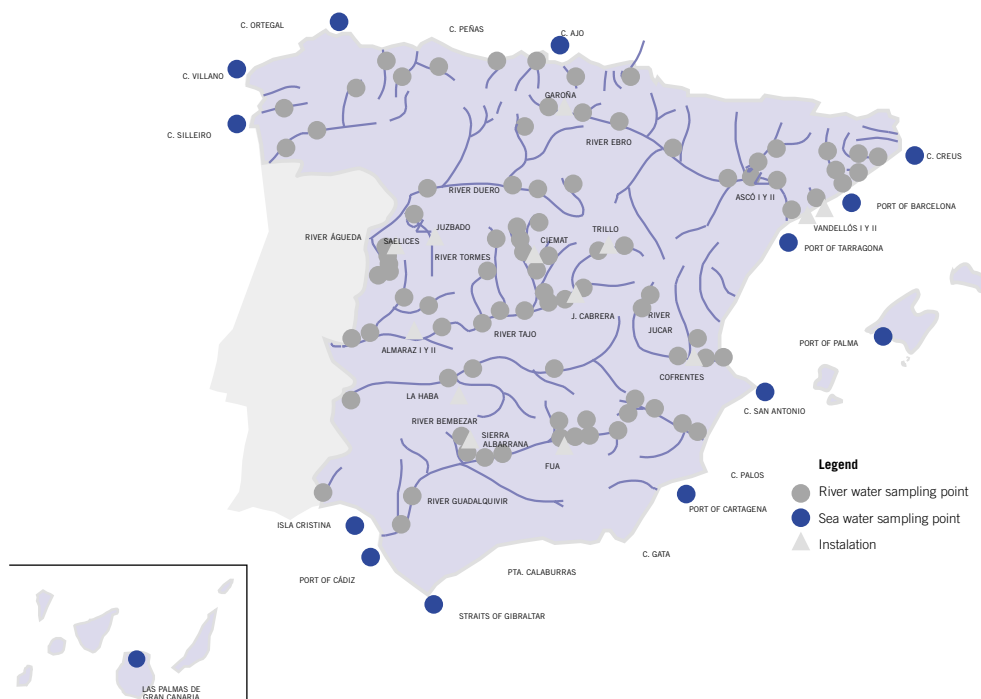 C. ORTEGAL
C. PEÑAS
C. AJO
C. VILLANO
GAROÑA
C. SILLEIRO
RIVER EBRO
C. CREUS
RIVER DUERO
ASCÓ I Y II
PORT OF BARCELONA
JUZBADO
VANDELLÓS I Y II
RIVER ÁGUEDA
SAELICES
CIEMAT
TRILLO
PORT OF TARRAGONA
RIVER TORMES
J. CABRERA
RIVER
JUCAR
RIVER TAJO
PORT OF PALMA
ALMARAZ I Y II
COFRENTES
LA HABA
C. SAN ANTONIO
RIVER BEMBEZAR
SIERRA
ALBARRANA
FUA
C. PALOS
Legend
River water sampling point
RIVER GUADALQUIVIR
PORT OF CARTAGENA
Sea water sampling point
ISLA CRISTINA
Instalation
C. GATA
PTA. CALABURRAS
PORT OF CÁDIZ
STRAITS OF GIBRALTAR
LAS PALMAS DE
GRAN CANARIA